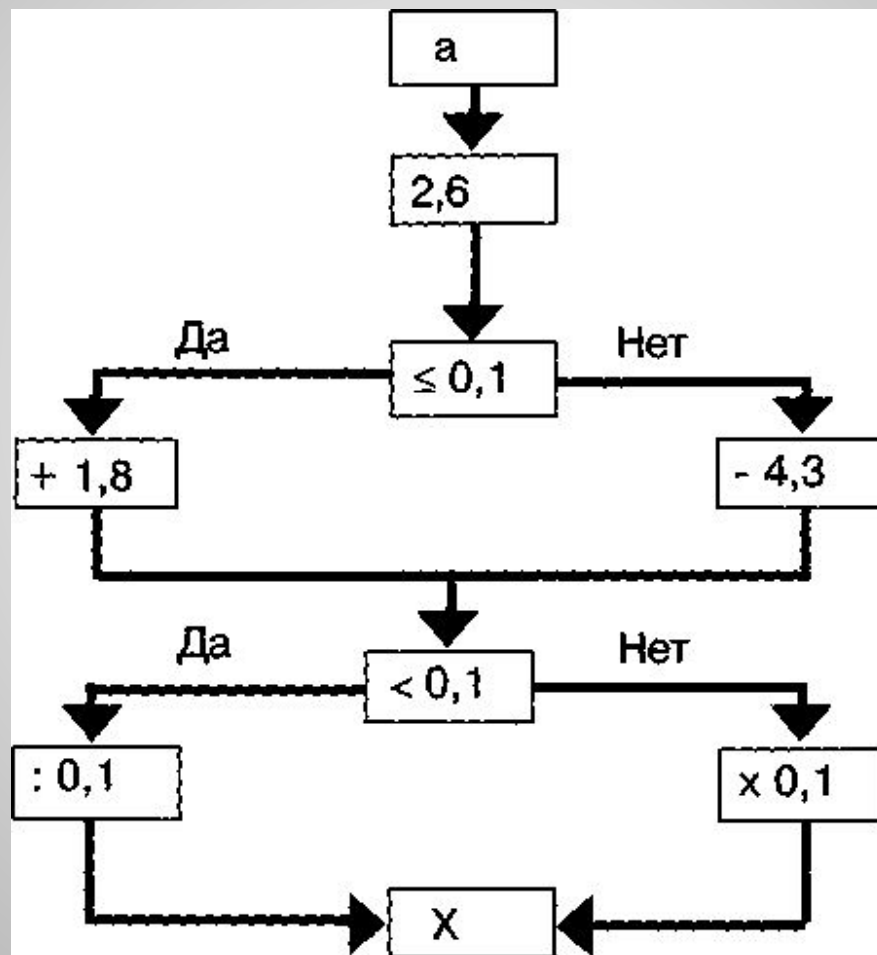 a
2,6
Да
Нет
≤ 0,1
+ 1,8
- 4,3
Да
Нет
< 0,1
: 0,1
x 0,1
X